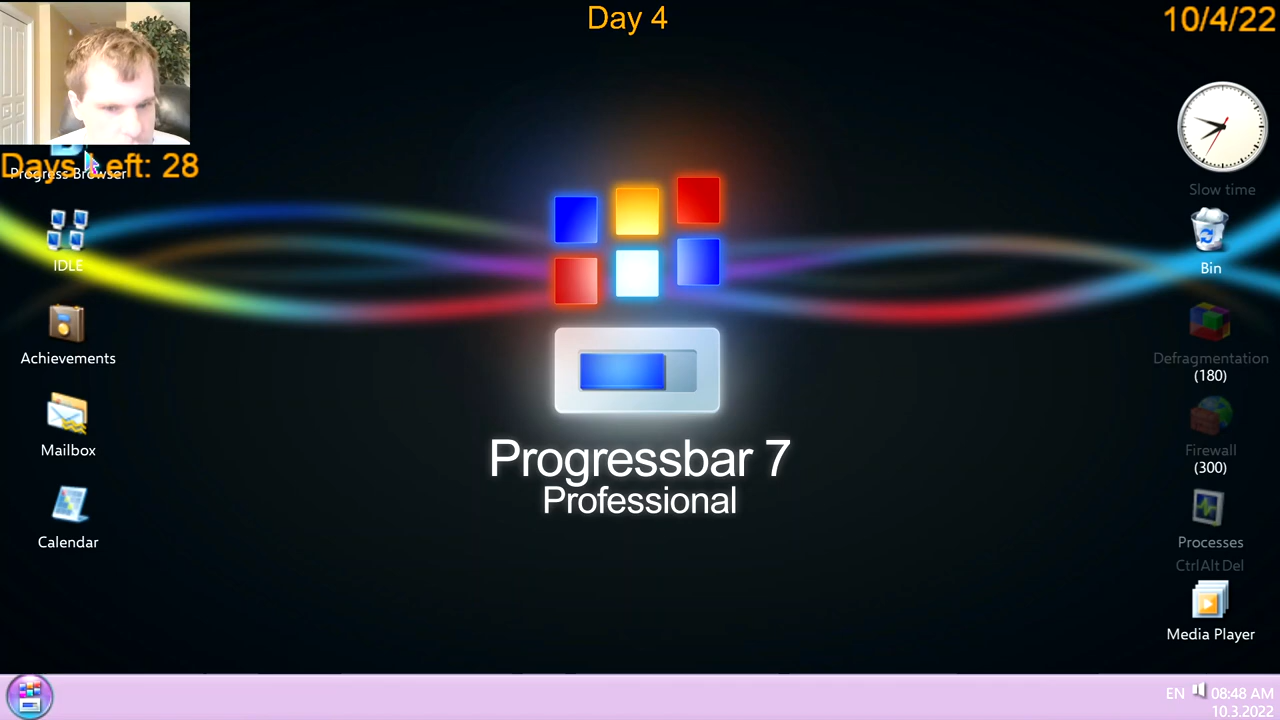 Day 4
10/4/22
Days Left: 28
Progress Browser
IDLE
Achievements
Mailbox
Calendar
Progressbar 7
Professional
Slow time
Bin
Defragmentation
(180)
Firewall
(300)
Processes
CtrlAltDel
Media Player
EN
08:48 AM
10.3.2022